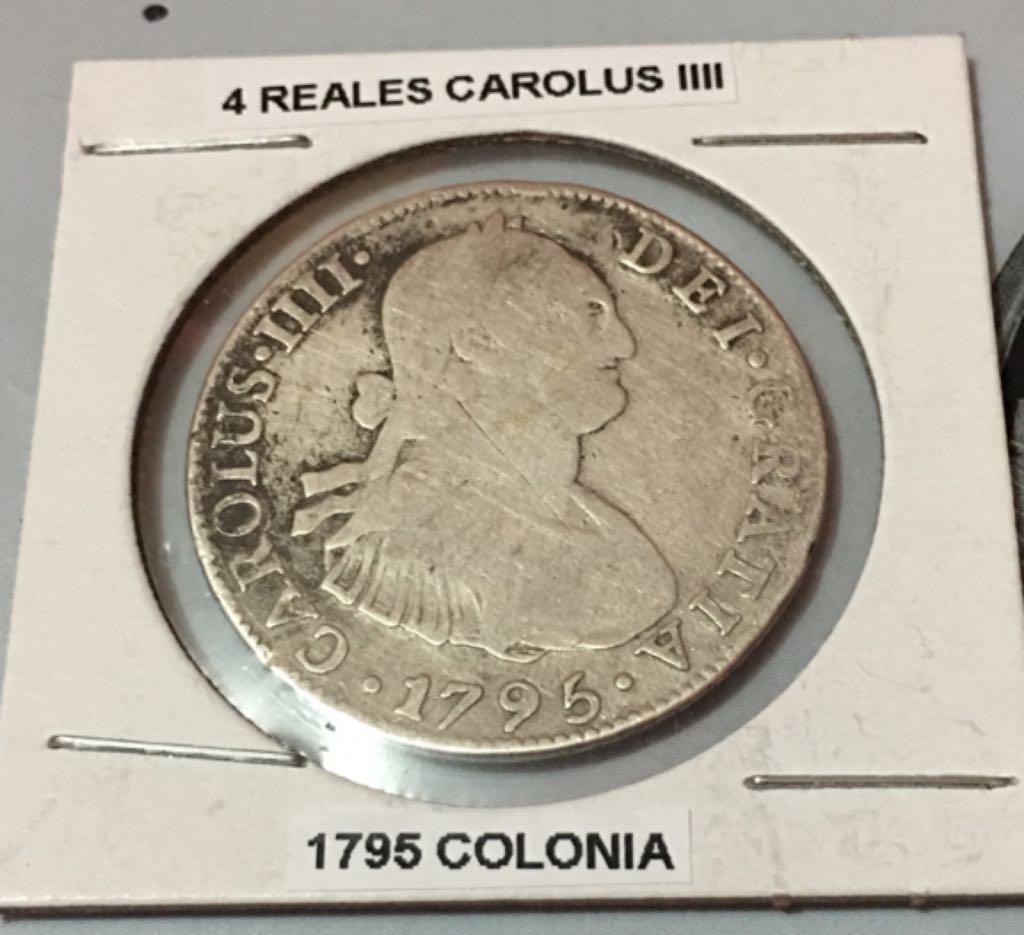 4 REALES CAROLUS IIII
CAROLUS·IIII· DEI·GRATIA
·1795·
1795 COLONIA